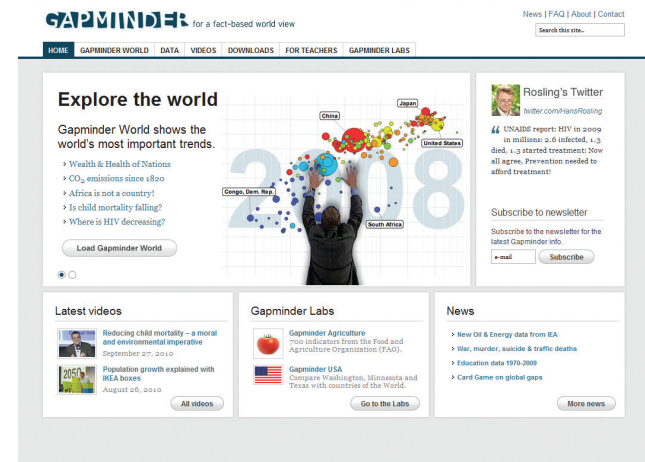 GAPMINDER for a fact-based world view
News | FAQ | About | Contact
Search this site...
HOME GAPMINDER WORLD DATA VIDEOS DOWNLOADS FOR TEACHERS GAPMINDER LABS
Explore the world
Gapminder World shows the
world's most important trends.
› Wealth & Health of Nations
› CO₂ emissions since 1820
› Africa is not a country!
› Is child mortality falling?
› Where is HIV decreasing?
Load Gapminder World
2008
China
Japan
United States
Congo, Dem. Rep.
South Africa
Rosling's Twitter
twitter.com/HansRosling
“ UNAIDS report: HIV in 2009
in millions: 2.6 infected, 1.3
died, 1.3 started treatment; Now
all agree, Prevention needed to
afford treatment!
Subscribe to newsletter
Subscribe to the newsletter for the
latest Gapminder info.
e-mail Subscribe
Latest videos
Reducing child mortality – a moral
and environmental imperative
September 27, 2010
2050
Population growth explained with
IKEA boxes
August 26, 2010
All videos
Gapminder Labs
Gapminder Agriculture
700 indicators from the Food and
Agriculture Organization (FAO).
Gapminder USA
Compare Washington, Minnesota and
Texas with countries of the World.
Go to the Labs
News
› New Oil & Energy data from IEA
› War, murder, suicide & traffic deaths
› Education data 1970-2009
› Card Game on global gaps
More news